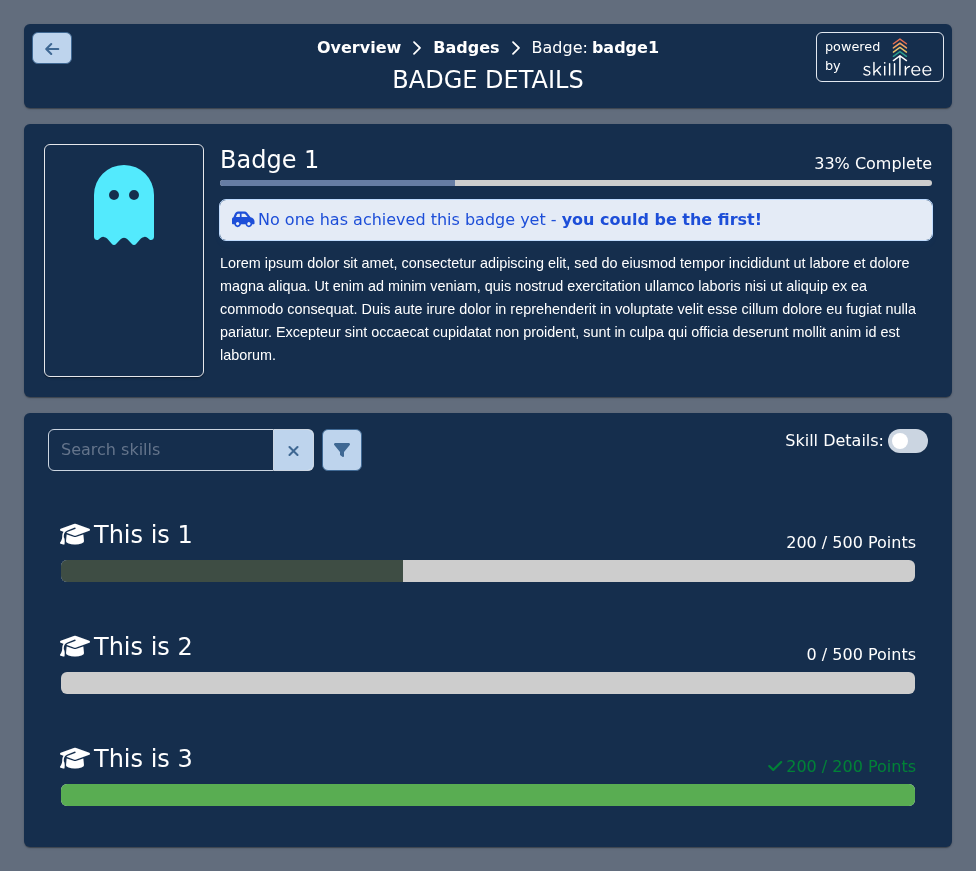 Overview > Badges > Badge: badge1
BADGE DETAILS
powered
by skilltree
Badge 1
33% Complete
No one has achieved this badge yet - you could be the first!
Lorem ipsum dolor sit amet, consectetur adipiscing elit, sed do eiusmod tempor incididunt ut labore et dolore
magna aliqua. Ut enim ad minim veniam, quis nostrud exercitation ullamco laboris nisi ut aliquip ex ea
commodo consequat. Duis aute irure dolor in reprehenderit in voluptate velit esse cillum dolore eu fugiat nulla
pariatur. Excepteur sint occaecat cupidatat non proident, sunt in culpa qui officia deserunt mollit anim id est
laborum.
Search skills
Skill Details:
This is 1
200 / 500 Points
This is 2
0 / 500 Points
This is 3
200 / 200 Points